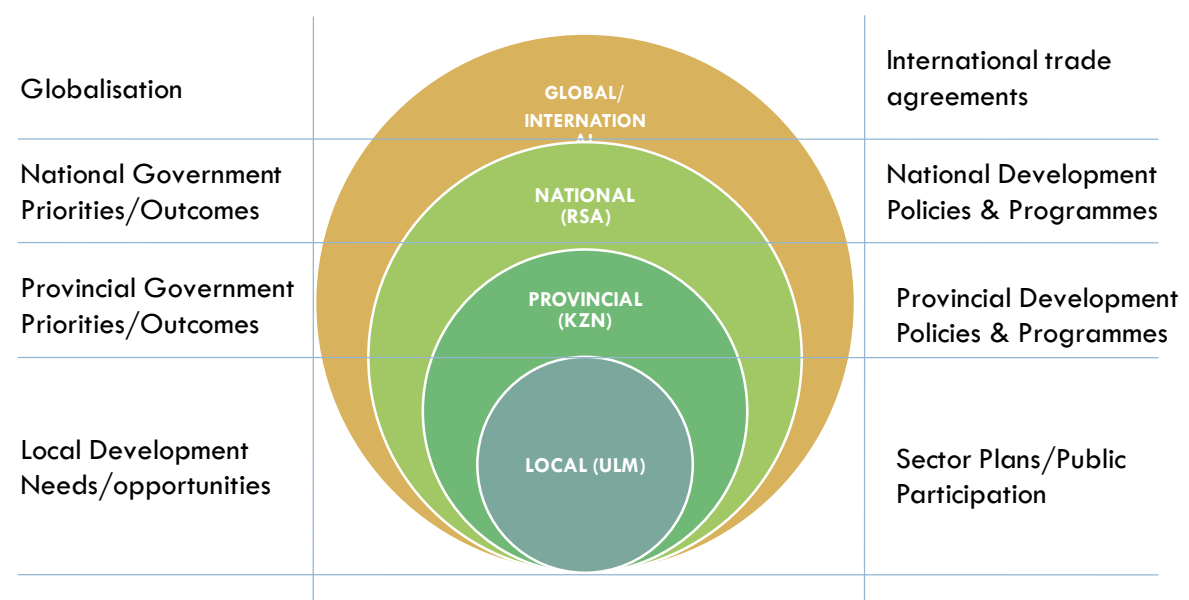 Globalisation
GLOBAL/
INTERNATION
AL
International trade
agreements
National Government
Priorities/Outcomes
NATIONAL
(RSA)
National Development
Policies & Programmes
Provincial Government
Priorities/Outcomes
PROVINCIAL
(KZN)
Provincial Development
Policies & Programmes
Local Development
Needs/opportunities
LOCAL (ULM)
Sector Plans/Public
Participation